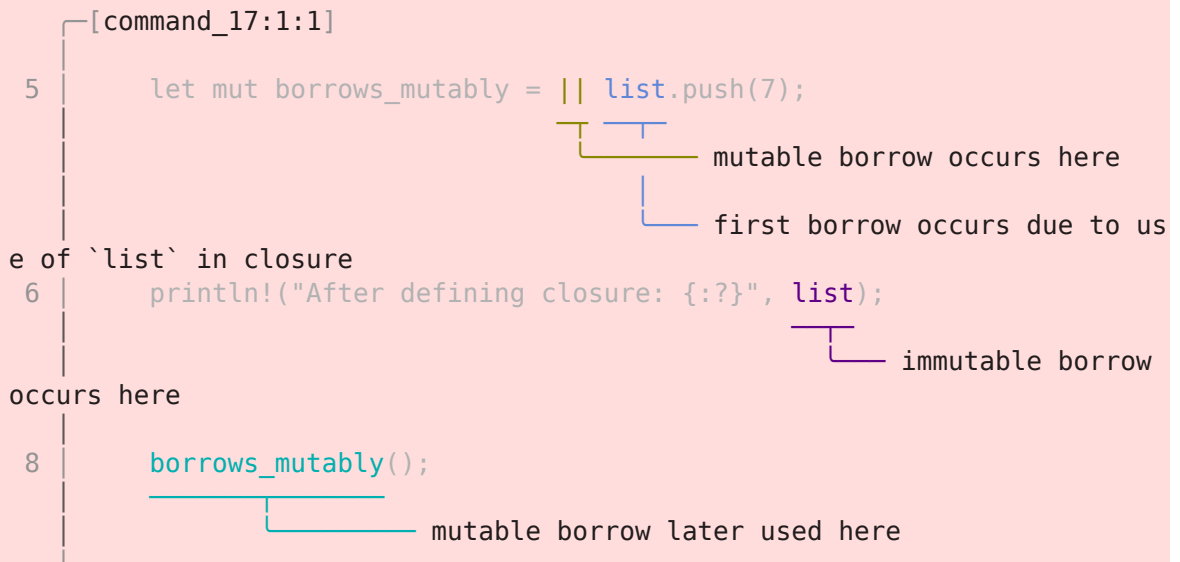 [command_17:1:1]
5 │ let mut borrows_mutably = || list.push(7);
mutable borrow occurs here
first borrow occurs due to us
e of `list` in closure
6 │ println!("After defining closure: {:?}", list);
immutable borrow
occurs here
8 │ borrows_mutably();
mutable borrow later used here